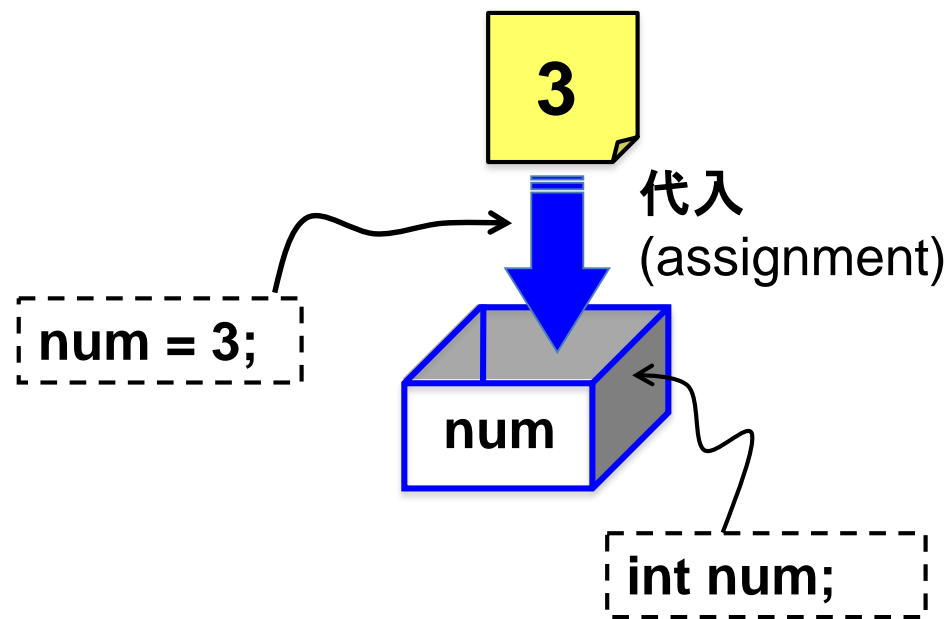 3
代入
(assignment)
num = 3;
num
int num;